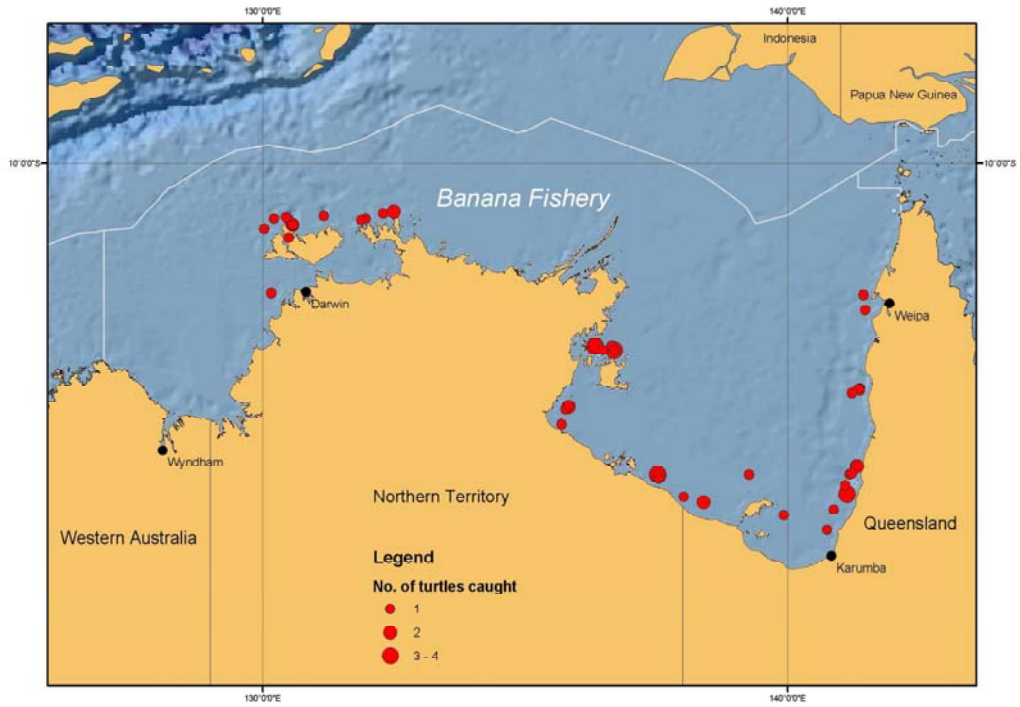 130°0'0"E 140°0'0"E
Indonesia
Papua New Guinea
10°0'0"S 10°0'0"S
Banana Fishery
Darwin
Weipa
Wyndham
Northern Territory
Western Australia
Queensland
Karumba
Legend
No. of turtles caught
1
2
3 - 4
130°0'0"E 140°0'0"E